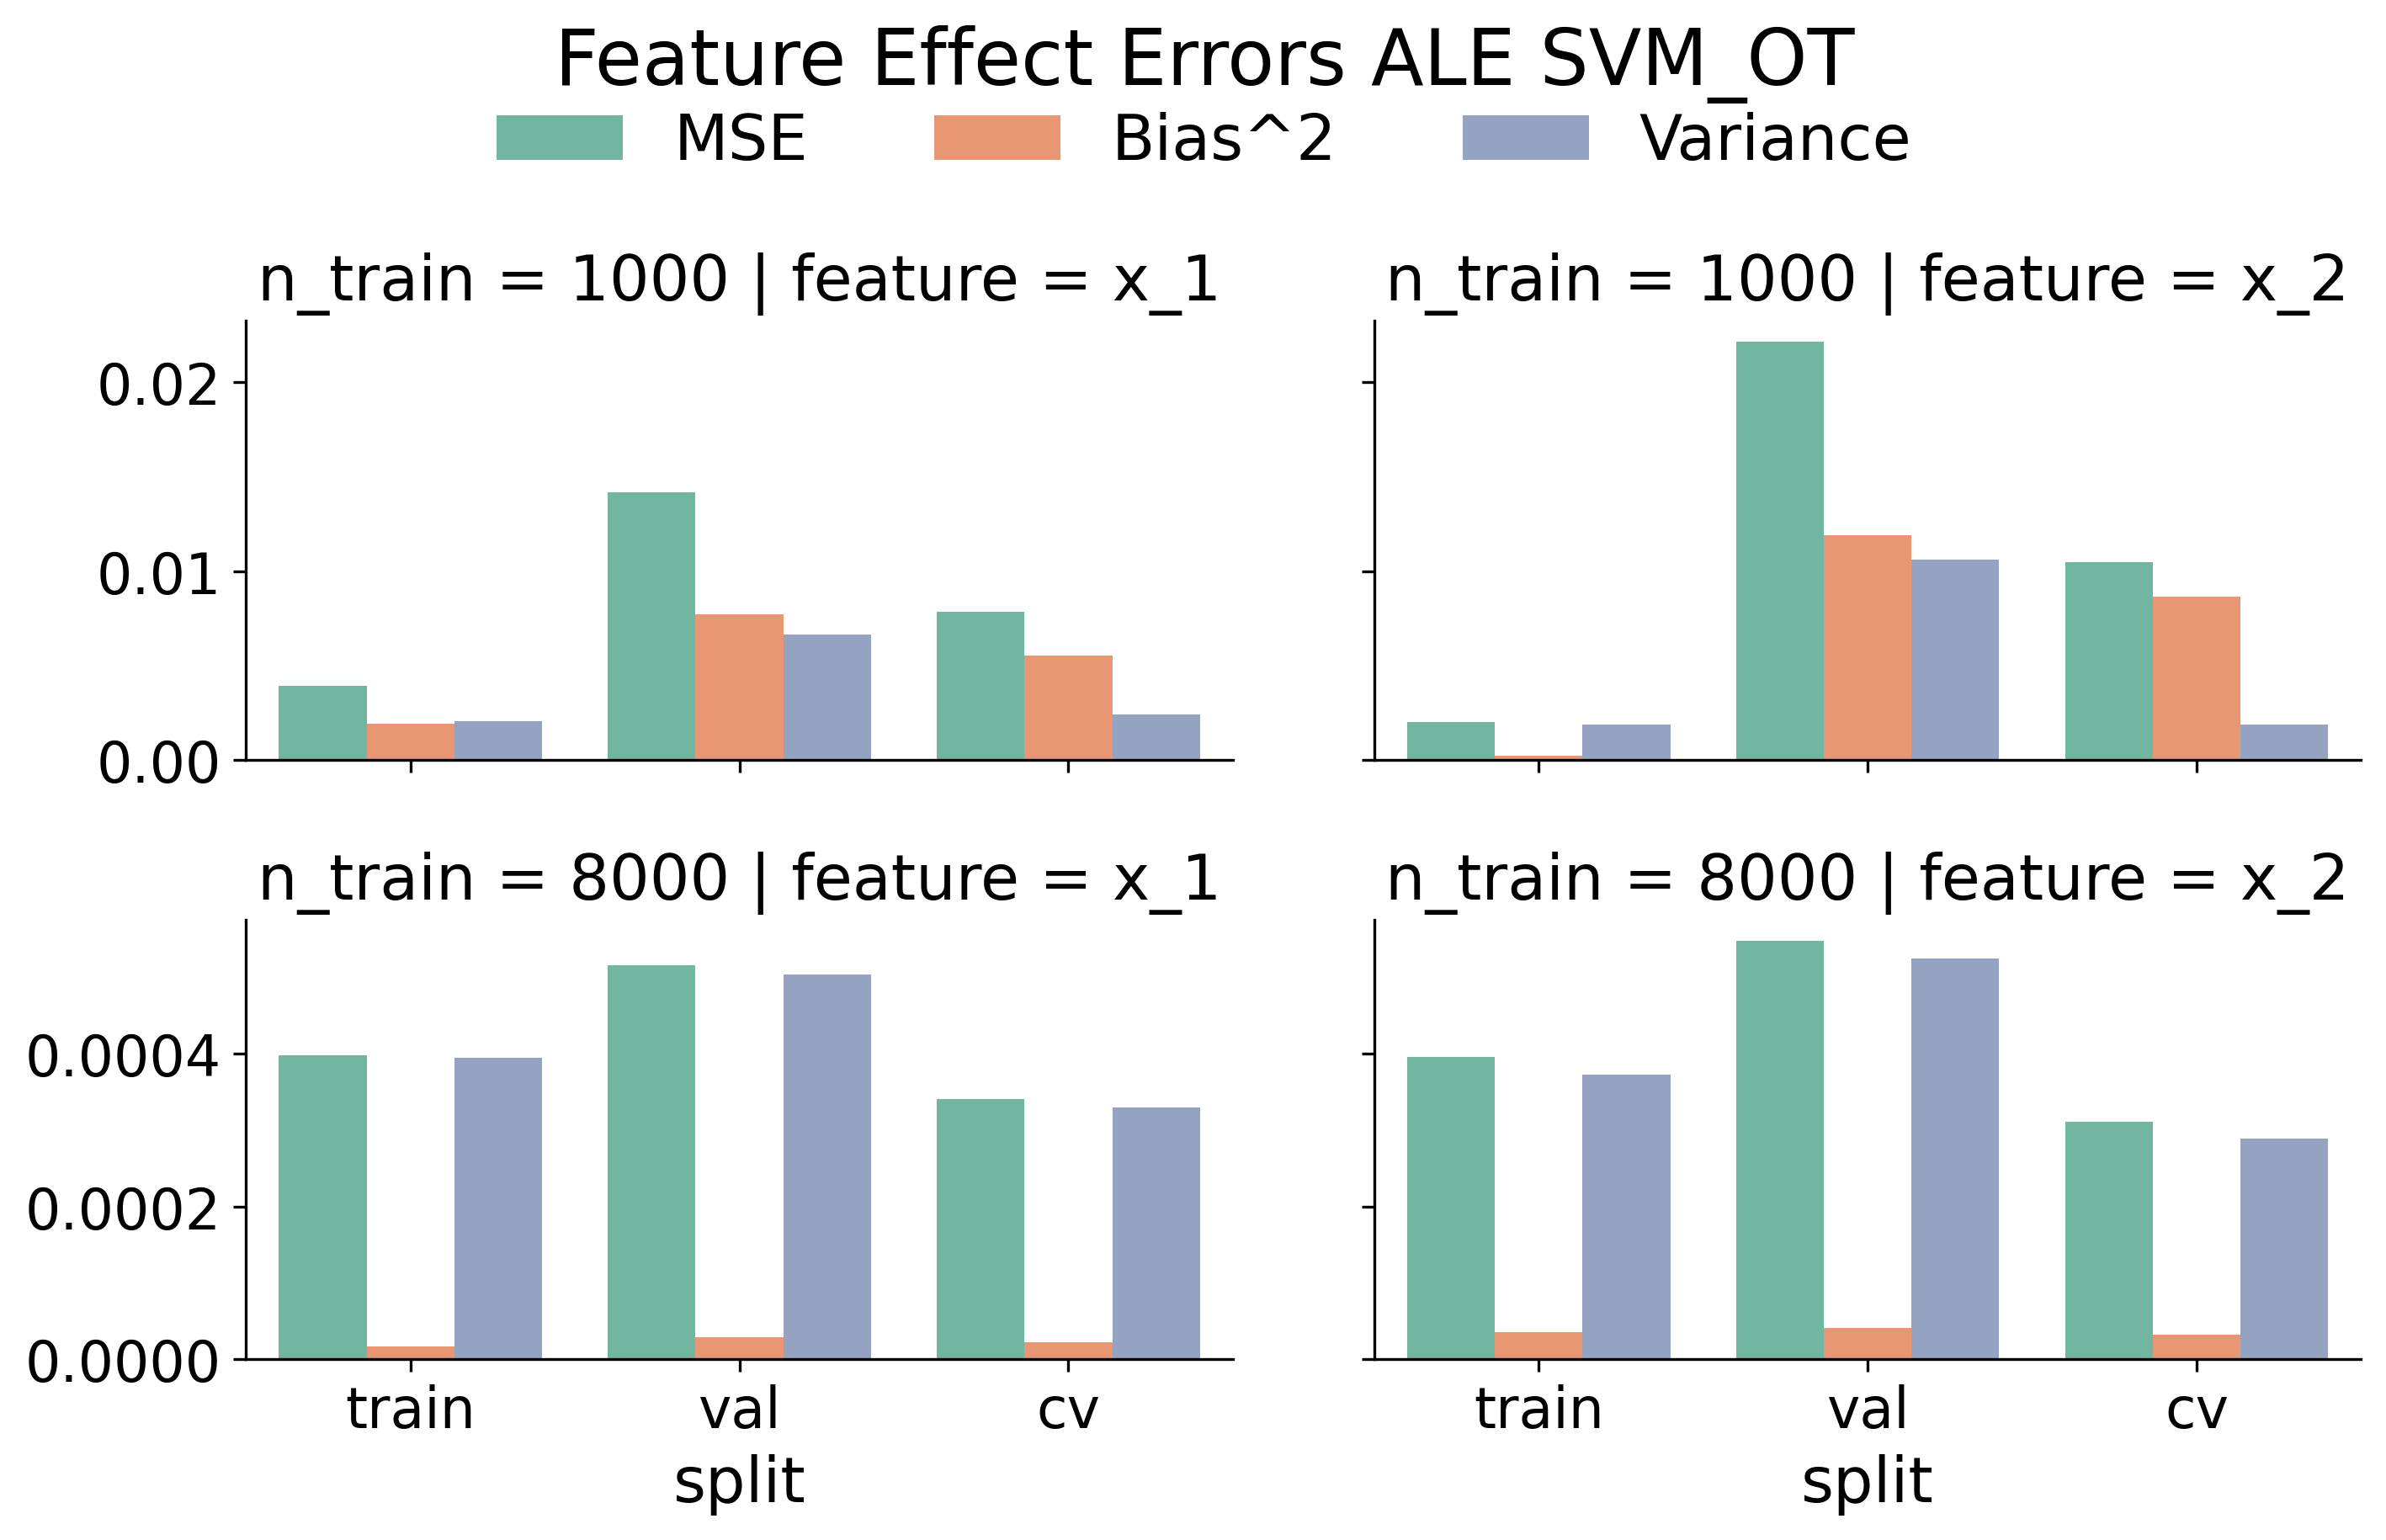 Feature Effect Errors ALE SVM_OT
MSE Bias^2 Variance
n_train = 1000 | feature = x_1
n_train = 1000 | feature = x_2
0.02
0.01
0.00
n_train = 8000 | feature = x_1
n_train = 8000 | feature = x_2
0.0004
0.0002
0.0000
train val cv
train val cv
split
split